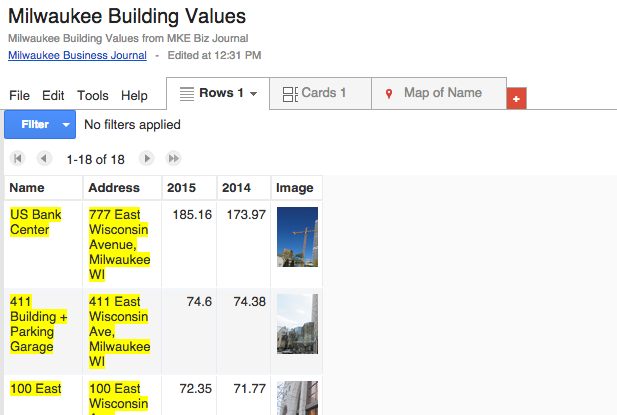 Milwaukee Building Values
Milwaukee Building Values from MKE Biz Journal
Milwaukee Business Journal - Edited at 12:31 PM
File Edit Tools Help Rows 1 Cards 1 Map of Name +
Filter No filters applied
1-18 of 18
Name Address 2015 2014 Image
US Bank 777 East 185.16 173.97
Center Wisconsin
Avenue,
Milwaukee
WI
411 411 East 74.6 74.38
Building + Wisconsin
Parking Ave,
Garage Milwaukee
WI
100 East 100 East 72.35 71.77
Wisconsin